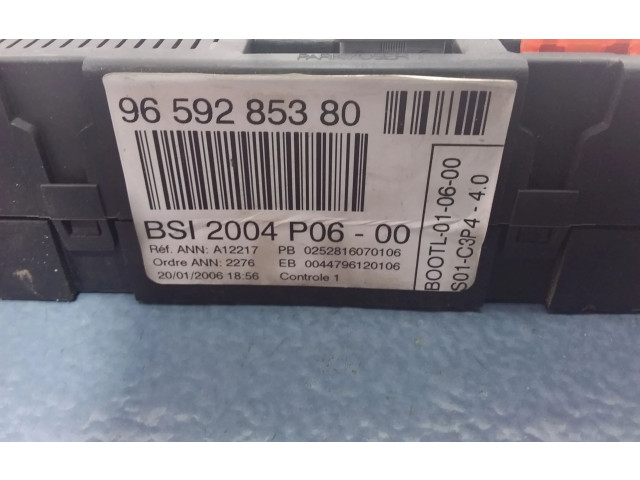 96 592 853 80
BSI 2004 P06 - 00
Réf. ANN: A12217 PB 0252816070106
Ordre ANN: 2276 EB 0044796120106
20/01/2006 18:56 Controle 1
BOOTL-01-06-00
S01-C3P4 - 4.0